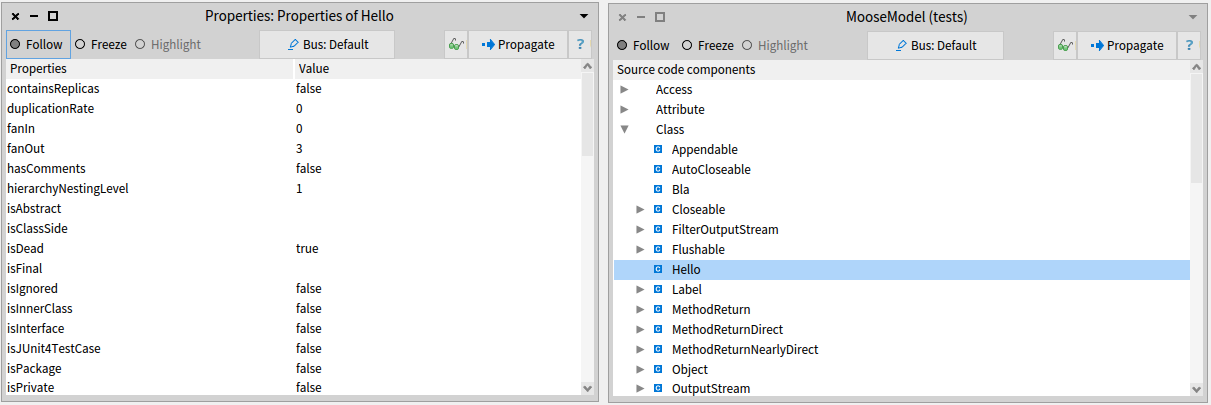 Properties: Properties of Hello
Follow Freeze Highlight Bus: Default Propagate ?
Properties Value
containsReplicas false
duplicationRate 0
fanIn 0
fanOut 3
hasComments false
hierarchyNestingLevel 1
isAbstract
isClassSide
isDead true
isFinal
isIgnored false
isInnerClass false
isInterface false
isJUnit4TestCase false
isPackage false
isPrivate false
MooseModel (tests)
Follow Freeze Highlight Bus: Default Propagate ?
Source code components
Access
Attribute
Class
C Appendable
C AutoCloseable
C Bla
C Closeable
C FilterOutputStream
C Flushable
C Hello
C Label
C MethodReturn
C MethodReturnDirect
C MethodReturnNearlyDirect
C Object
C OutputStream